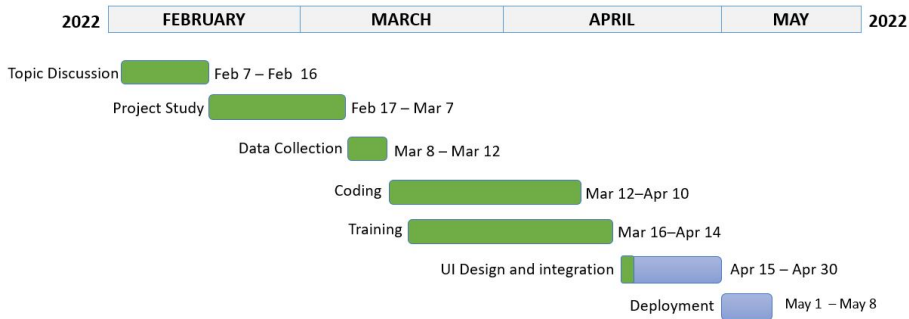 2022 FEBRUARY MARCH APRIL MAY 2022
Topic Discussion Feb 7 – Feb 16
Project Study Feb 17 – Mar 7
Data Collection Mar 8 – Mar 12
Coding Mar 12–Apr 10
Training Mar 16–Apr 14
UI Design and integration Apr 15 – Apr 30
Deployment May 1 – May 8